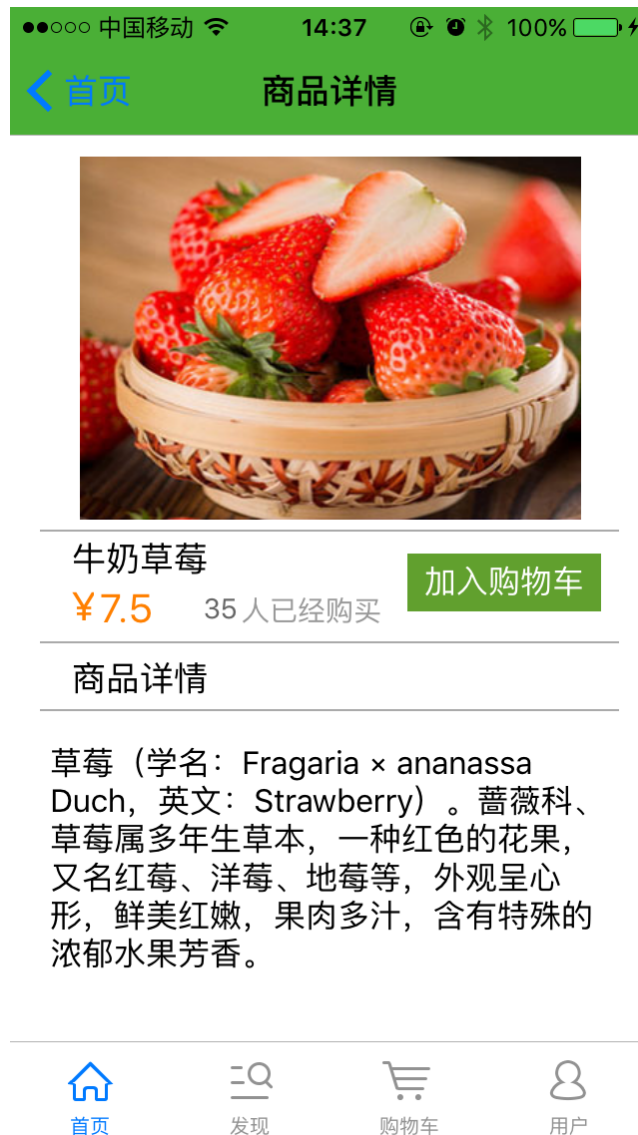 中国移动 14:37 100%
首页 商品详情
牛奶草莓
加入购物车
¥7.5 35人已经购买
商品详情
草莓（学名：Fragaria × ananassa
Duch，英文：Strawberry）。蔷薇科、
草莓属多年生草本，一种红色的花果，
又名红莓、洋莓、地莓等，外观呈心
形，鲜美红嫩，果肉多汁，含有特殊的
浓郁水果芳香。
首页 发现 购物车 用户